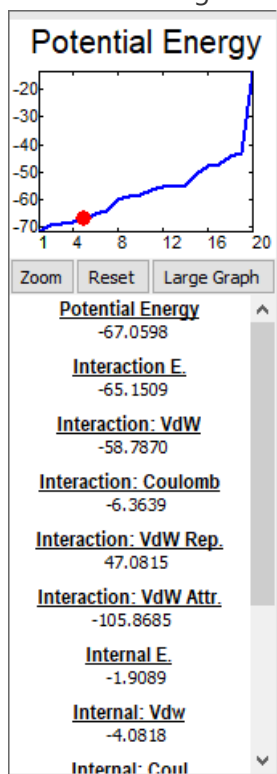 Potential Energy
-20
-30
-40
-50
-60
-70
1 4 8 12 16 20
Zoom Reset Large Graph
Potential Energy
-67.0598
Interaction E.
-65.1509
Interaction: VdW
-58.7870
Interaction: Coulomb
-6.3639
Interaction: VdW Rep.
47.0815
Interaction: VdW Attr.
-105.8685
Internal E.
-1.9089
Internal: Vdw
-4.0818
Internal: Coul